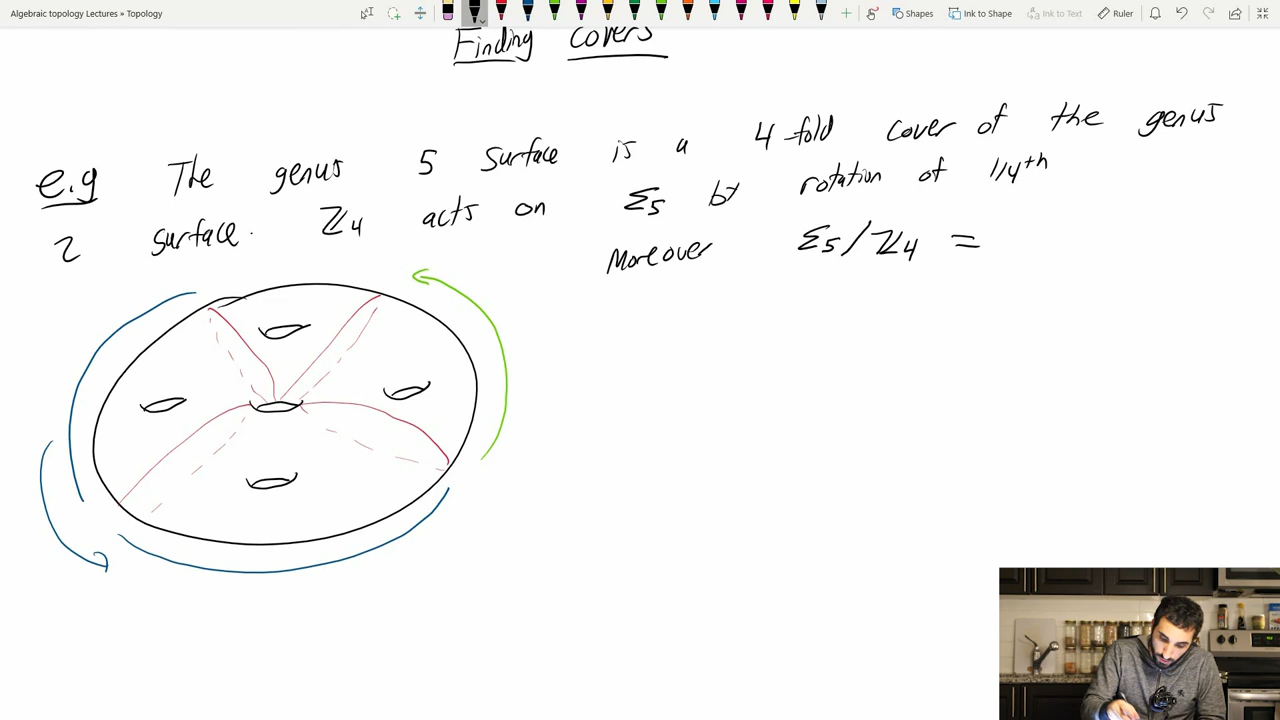 Algebraic topology Lectures » Topology
Shapes Ink to Shape Ink to Text Ruler
Finding Covers
e.g The genus 5 surface is a 4-fold cover of the genus
2 surface. ℤ4 acts on Σ5 by rotation of 1/4th
Moreover Σ5/ℤ4 =